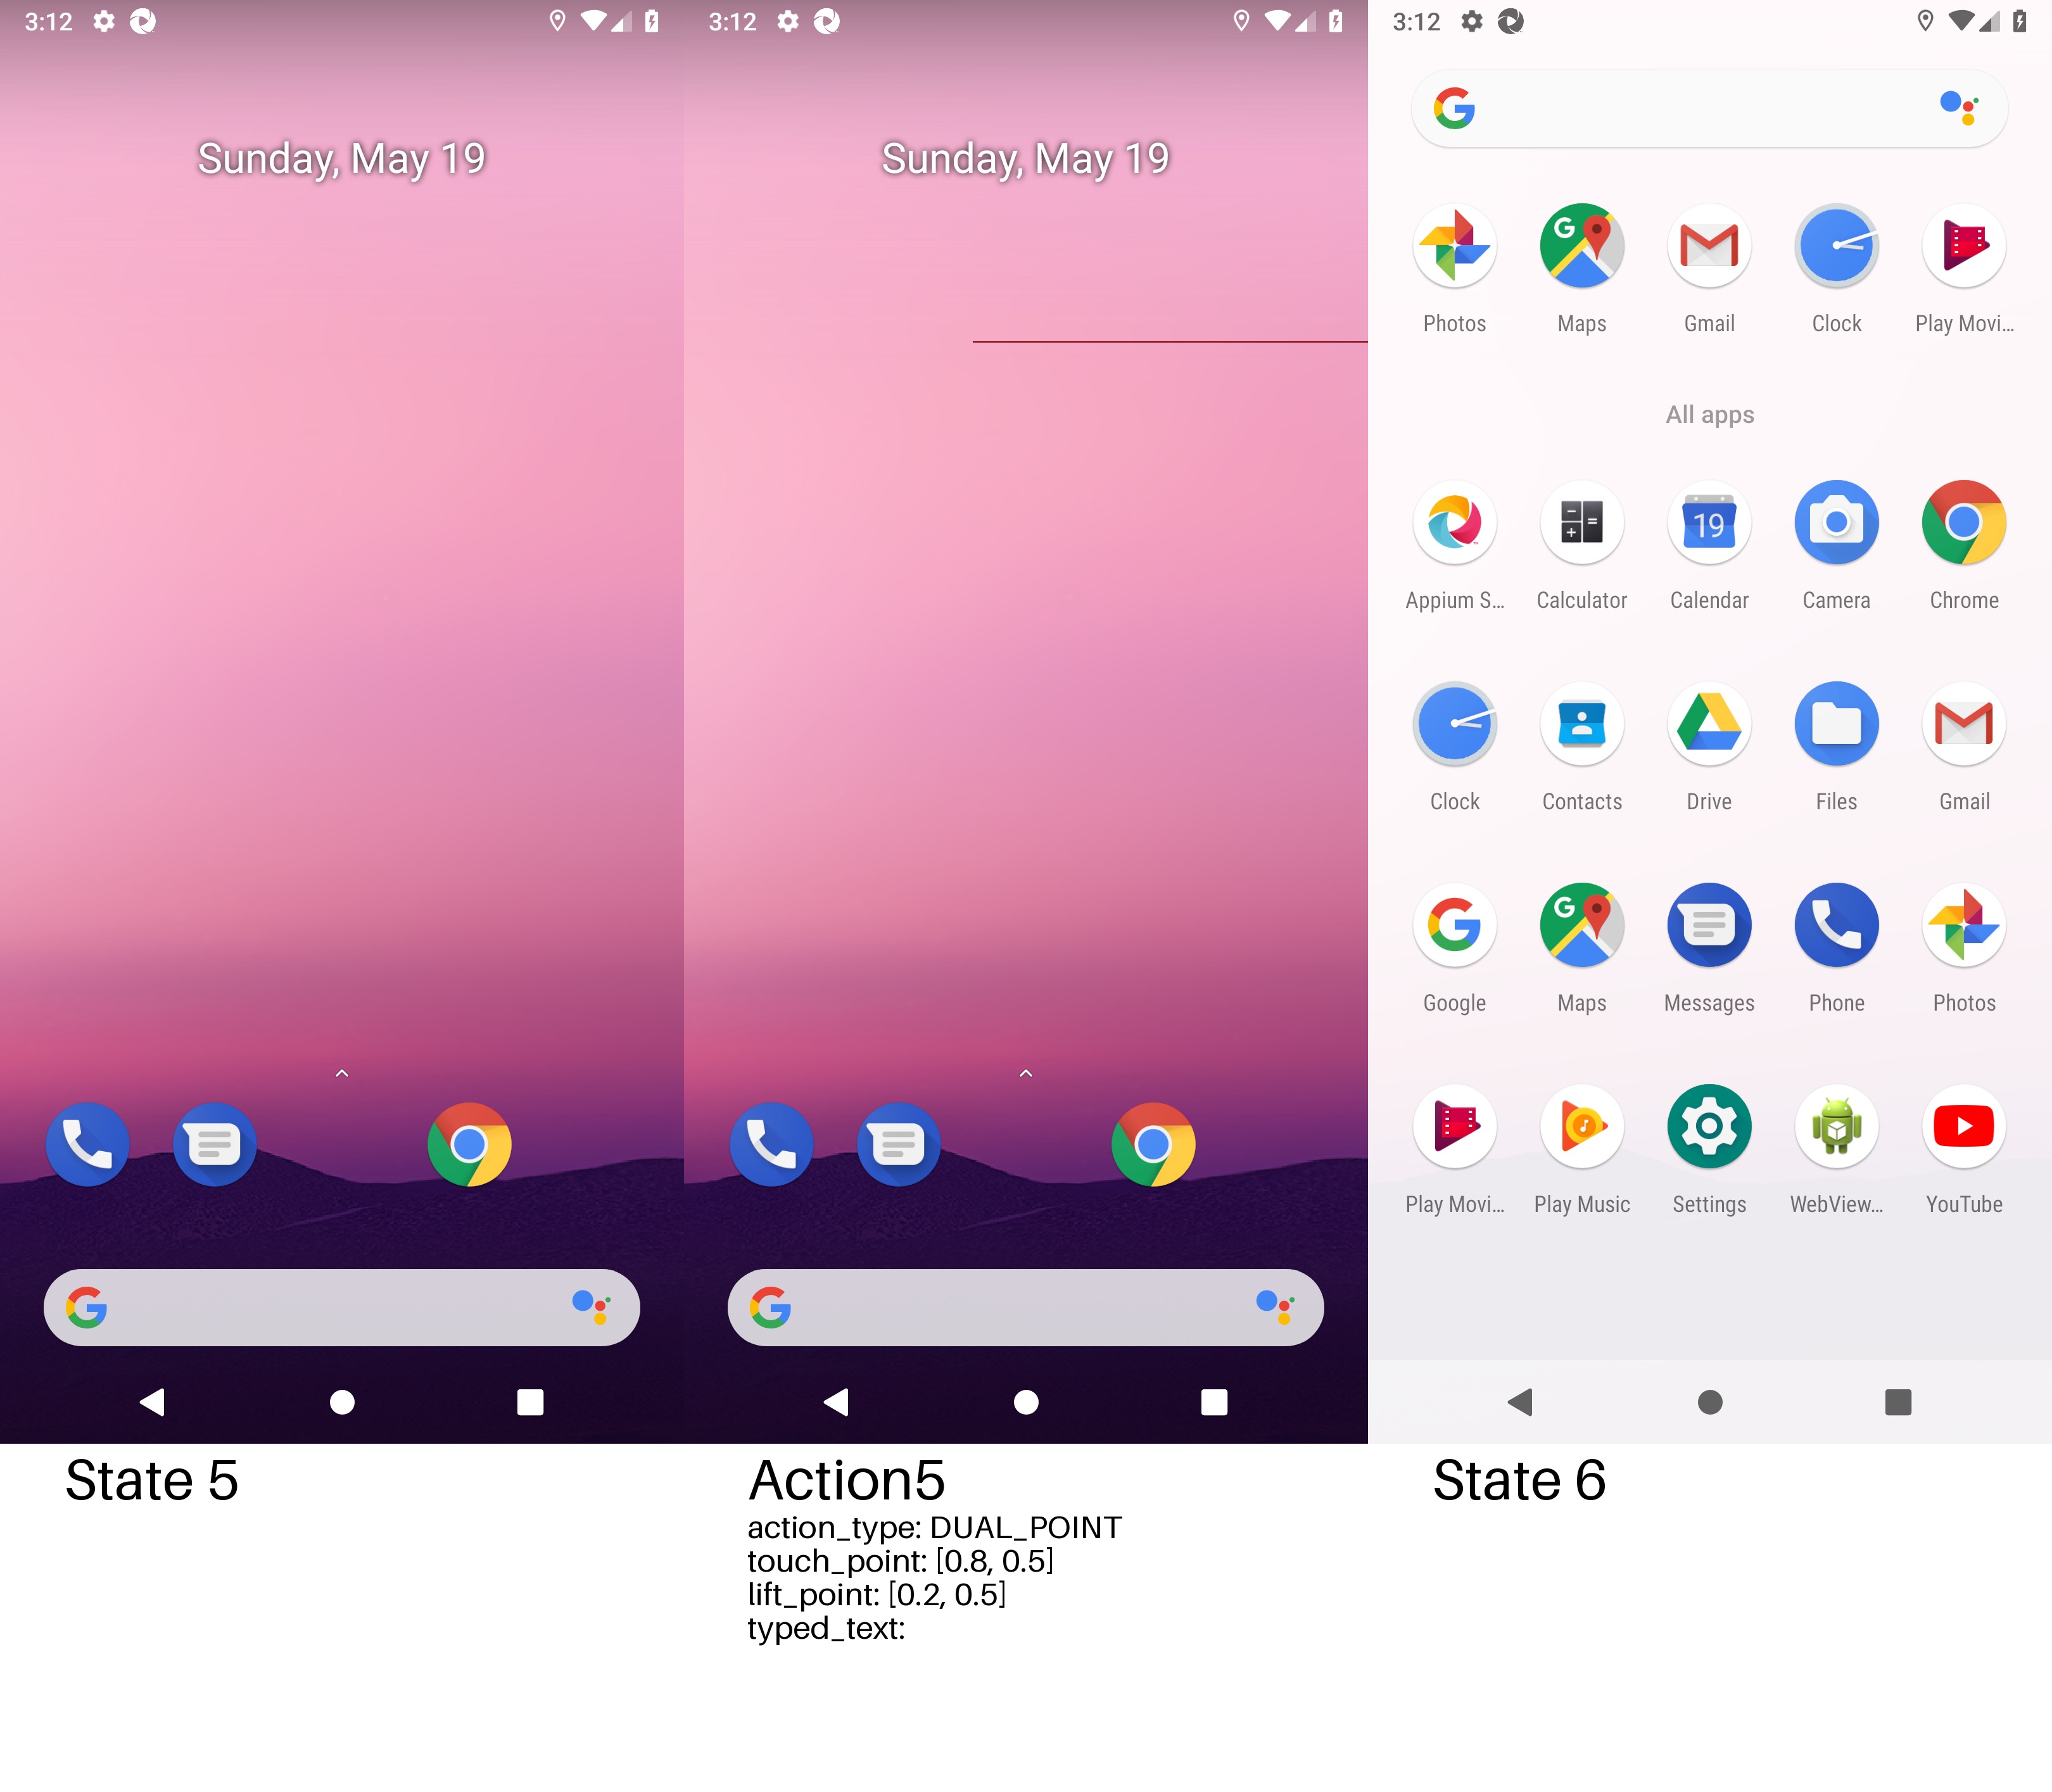 3:12
Sunday, May 19
State 5
3:12
Sunday, May 19
Action5
action_type: DUAL_POINT
touch_point: [0.8, 0.5]
lift_point: [0.2, 0.5]
typed_text:
3:12
Photos Maps Gmail Clock Play Movi...
All apps
Appium S... Calculator Calendar Camera Chrome
19
Clock Contacts Drive Files Gmail
Google Maps Messages Phone Photos
Play Movi... Play Music Settings WebView... YouTube
State 6